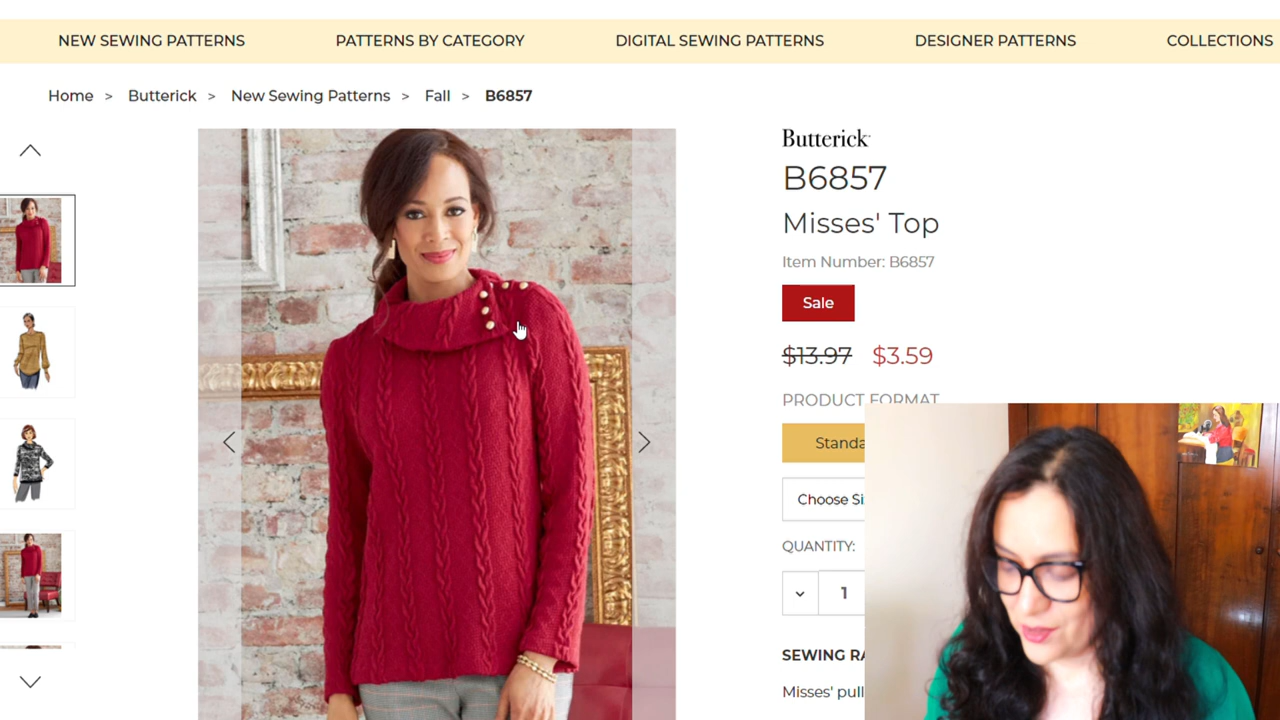 NEW SEWING PATTERNS PATTERNS BY CATEGORY DIGITAL SEWING PATTERNS DESIGNER PATTERNS COLLECTIONS
Home > Butterick > New Sewing Patterns > Fall > B6857
Butterick
B6857
Misses' Top
Item Number: B6857
Sale
$13.97 $3.59
PRODUCT FORMAT
Standa
Choose Si
QUANTITY:
1
SEWING RA
Misses' pull